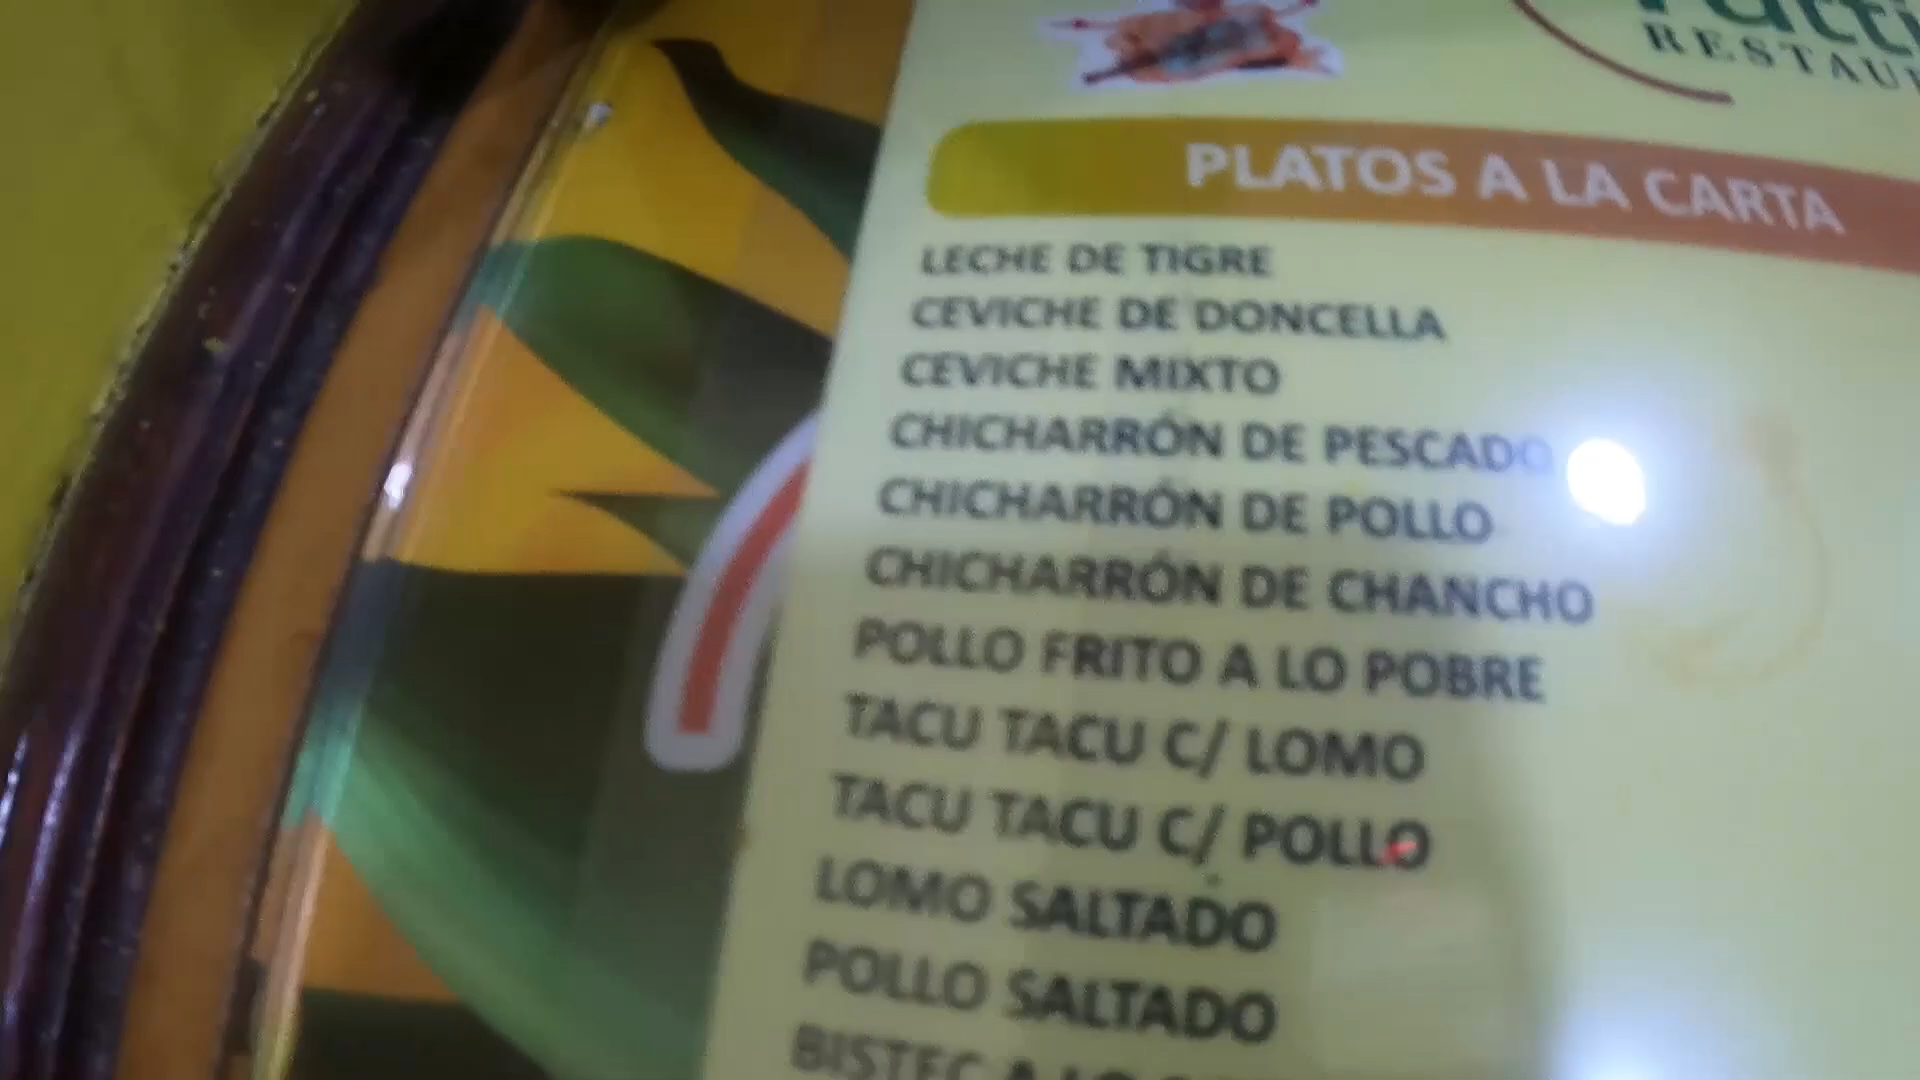 PLATOS A LA CARTA
LECHE DE TIGRE
CEVICHE DE DONCELLA
CEVICHE MIXTO
CHICHARRÓN DE PESCADO
CHICHARRÓN DE POLLO
CHICHARRÓN DE CHANCHO
POLLO FRITO A LO POBRE
TACU TACU C/ LOMO
TACU TACU C/ POLLO
LOMO SALTADO
POLLO SALTADO
BISTEC A LO